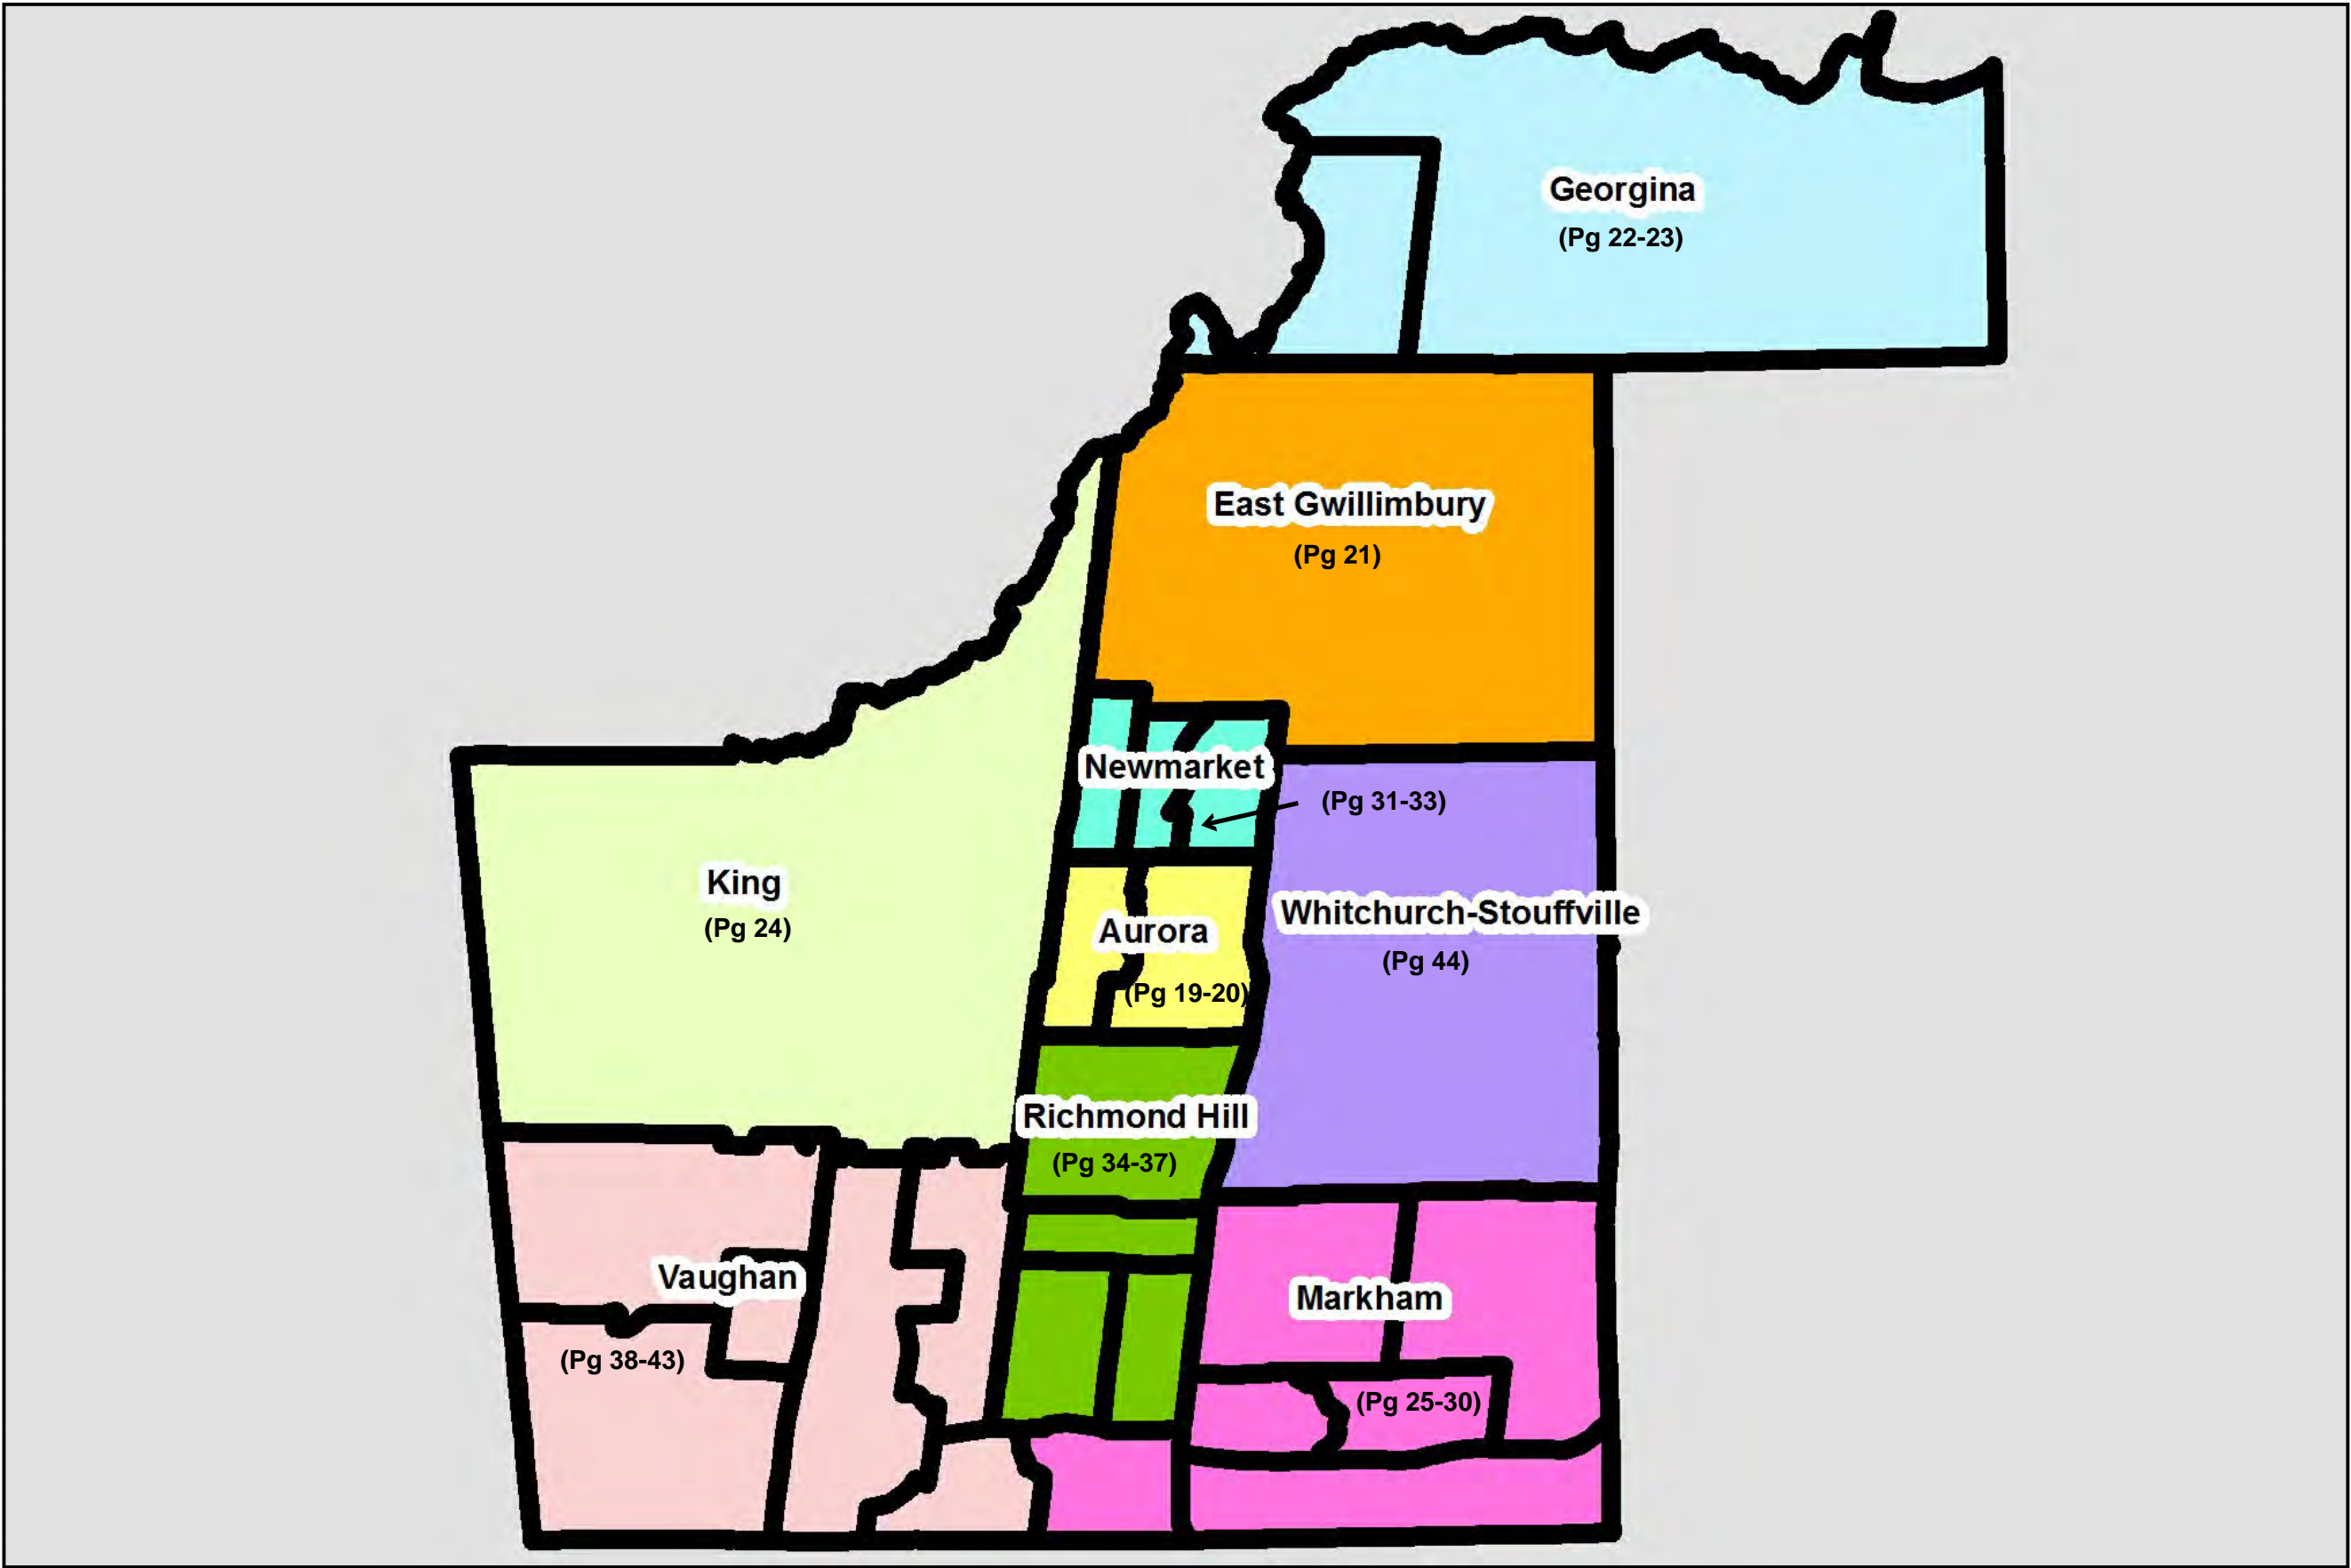 Georgina
(Pg 22-23)
East Gwillimbury
(Pg 21)
Newmarket
(Pg 31-33)
King
(Pg 24)
Aurora
(Pg 19-20)
Whitchurch-Stouffville
(Pg 44)
Richmond Hill
(Pg 34-37)
Vaughan
(Pg 38-43)
Markham
(Pg 25-30)